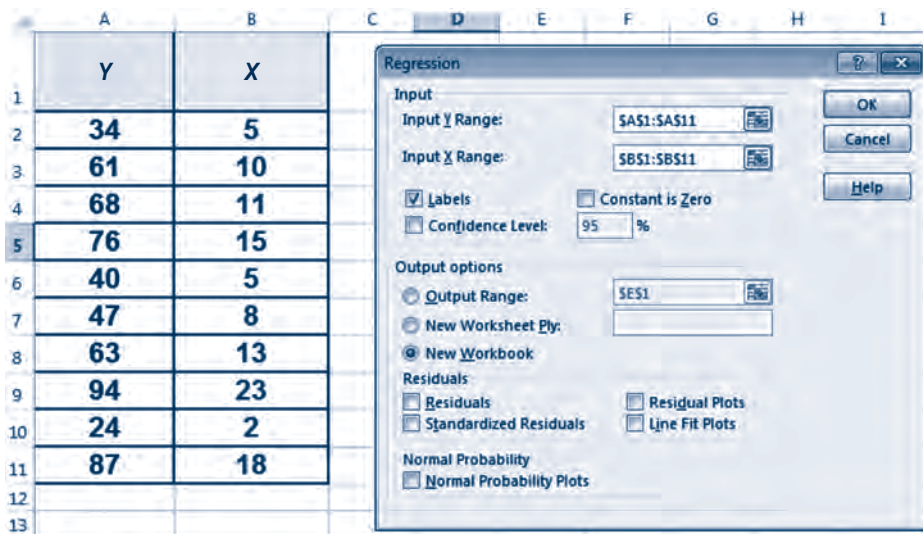 A B C D E F G H I
1 Y X
2 34 5
3 61 10
4 68 11
5 76 15
6 40 5
7 47 8
8 63 13
9 94 23
10 24 2
11 87 18
12
13
Regression
Input
Input Y Range: $A$1:$A$11
Input X Range: $B$1:$B$11
Labels Constant is Zero
Confidence Level: 95 %
Output options
Output Range: $E$1
New Worksheet Ply:
New Workbook
Residuals
Residuals Residual Plots
Standardized Residuals Line Fit Plots
Normal Probability
Normal Probability Plots
?
OK
Cancel
Help